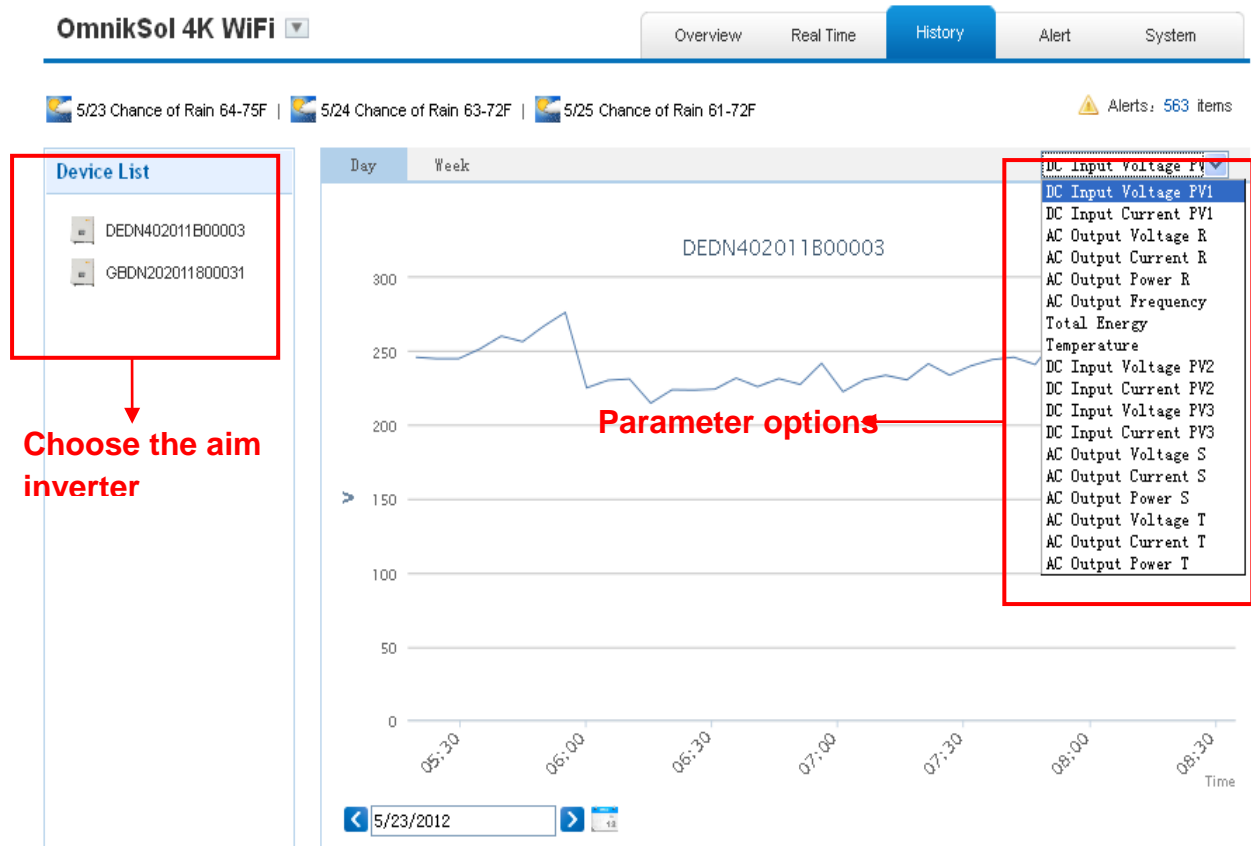 OmnikSol 4K WiFi
Overview Real Time History Alert System
5/23 Chance of Rain 64-75F | 5/24 Chance of Rain 63-72F | 5/25 Chance of Rain 61-72F
Alerts: 563 items
Device List
DEDN402011B00003
GBDN202011800031
Choose the aim
inverter
Day Week
DC Input Voltage PV
DC Input Voltage PV1
DC Input Current PV1
AC Output Voltage R
AC Output Current R
AC Output Power R
AC Output Frequency
Total Energy
Temperature
DC Input Voltage PV2
DC Input Current PV2
DC Input Voltage PV3
DC Input Current PV3
AC Output Voltage S
AC Output Current S
AC Output Power S
AC Output Voltage T
AC Output Current T
AC Output Power T
Parameter options
DEDN402011B00003
300
250
200
150
100
50
0
V
05:30 06:00 06:30 07:00 07:30 08:00 08:30
Time
5/23/2012
12